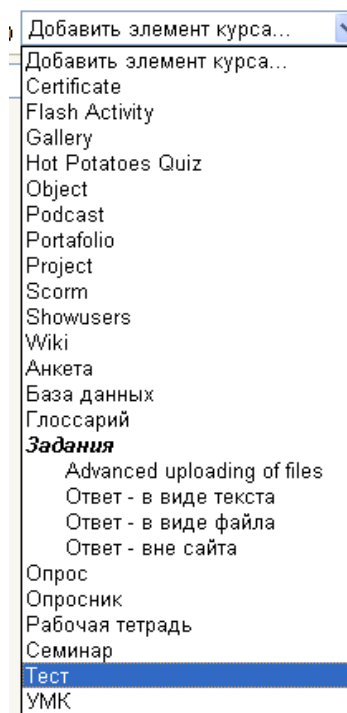 Добавить элемент курса...
Добавить элемент курса...
Certificate
Flash Activity
Gallery
Hot Potatoes Quiz
Object
Podcast
Portafolio
Project
Scorm
Showusers
Wiki
Анкета
База данных
Глоссарий
Задания
Advanced uploading of files
Ответ - в виде текста
Ответ - в виде файла
Ответ - вне сайта
Опрос
Опросник
Рабочая тетрадь
Семинар
Тест
УМК